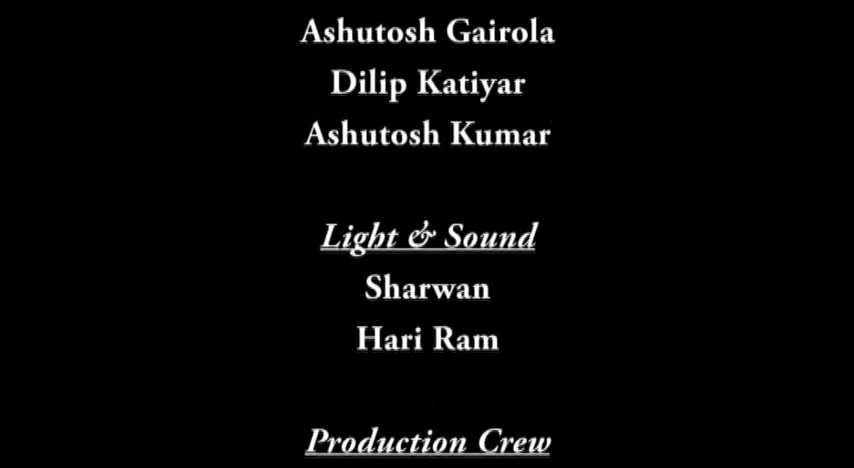 Ashutosh Gairola
Dilip Katiyar
Ashutosh Kumar
Light & Sound
Sharwan
Hari Ram
Production Crew